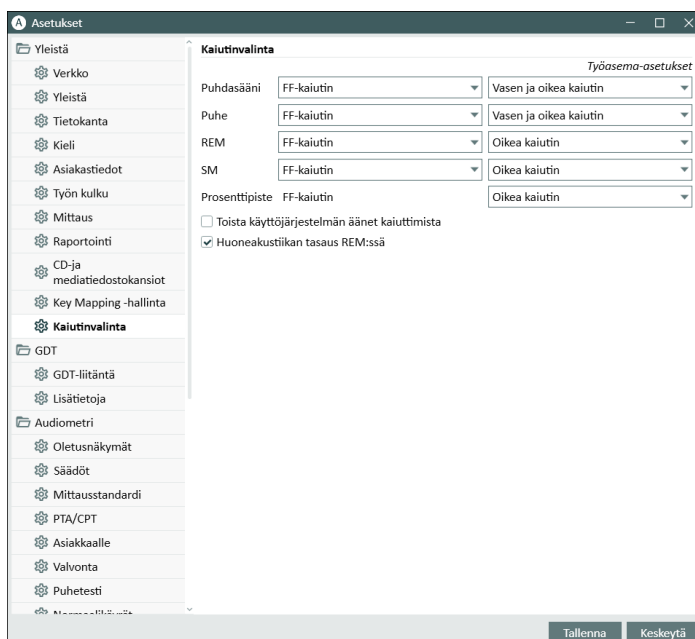 A Asetukset
Yleistä
Verkko
Yleistä
Tietokanta
Kieli
Asiakastiedot
Työn kulku
Mittaus
Raportointi
CD-ja
mediatiedostokansiot
Key Mapping -hallinta
Kaiutinvalinta
GDT
GDT-liitäntä
Lisätietoja
Audiometri
Oletusnäkymät
Säädöt
Mittausstandardi
PTA/CPT
Asiakkaalle
Valvonta
Puhetesti
Kaiutinvalinta
Työasema-asetukset
Puhdasääni FF-kaiutin Vasen ja oikea kaiutin
Puhe FF-kaiutin Vasen ja oikea kaiutin
REM FF-kaiutin Oikea kaiutin
SM FF-kaiutin Oikea kaiutin
Prosenttipiste FF-kaiutin Oikea kaiutin
Toista käyttöjärjestelmän äänet kaiuttimista
Huoneakustiikan tasaus REM:ssä
Tallenna Keskeytä